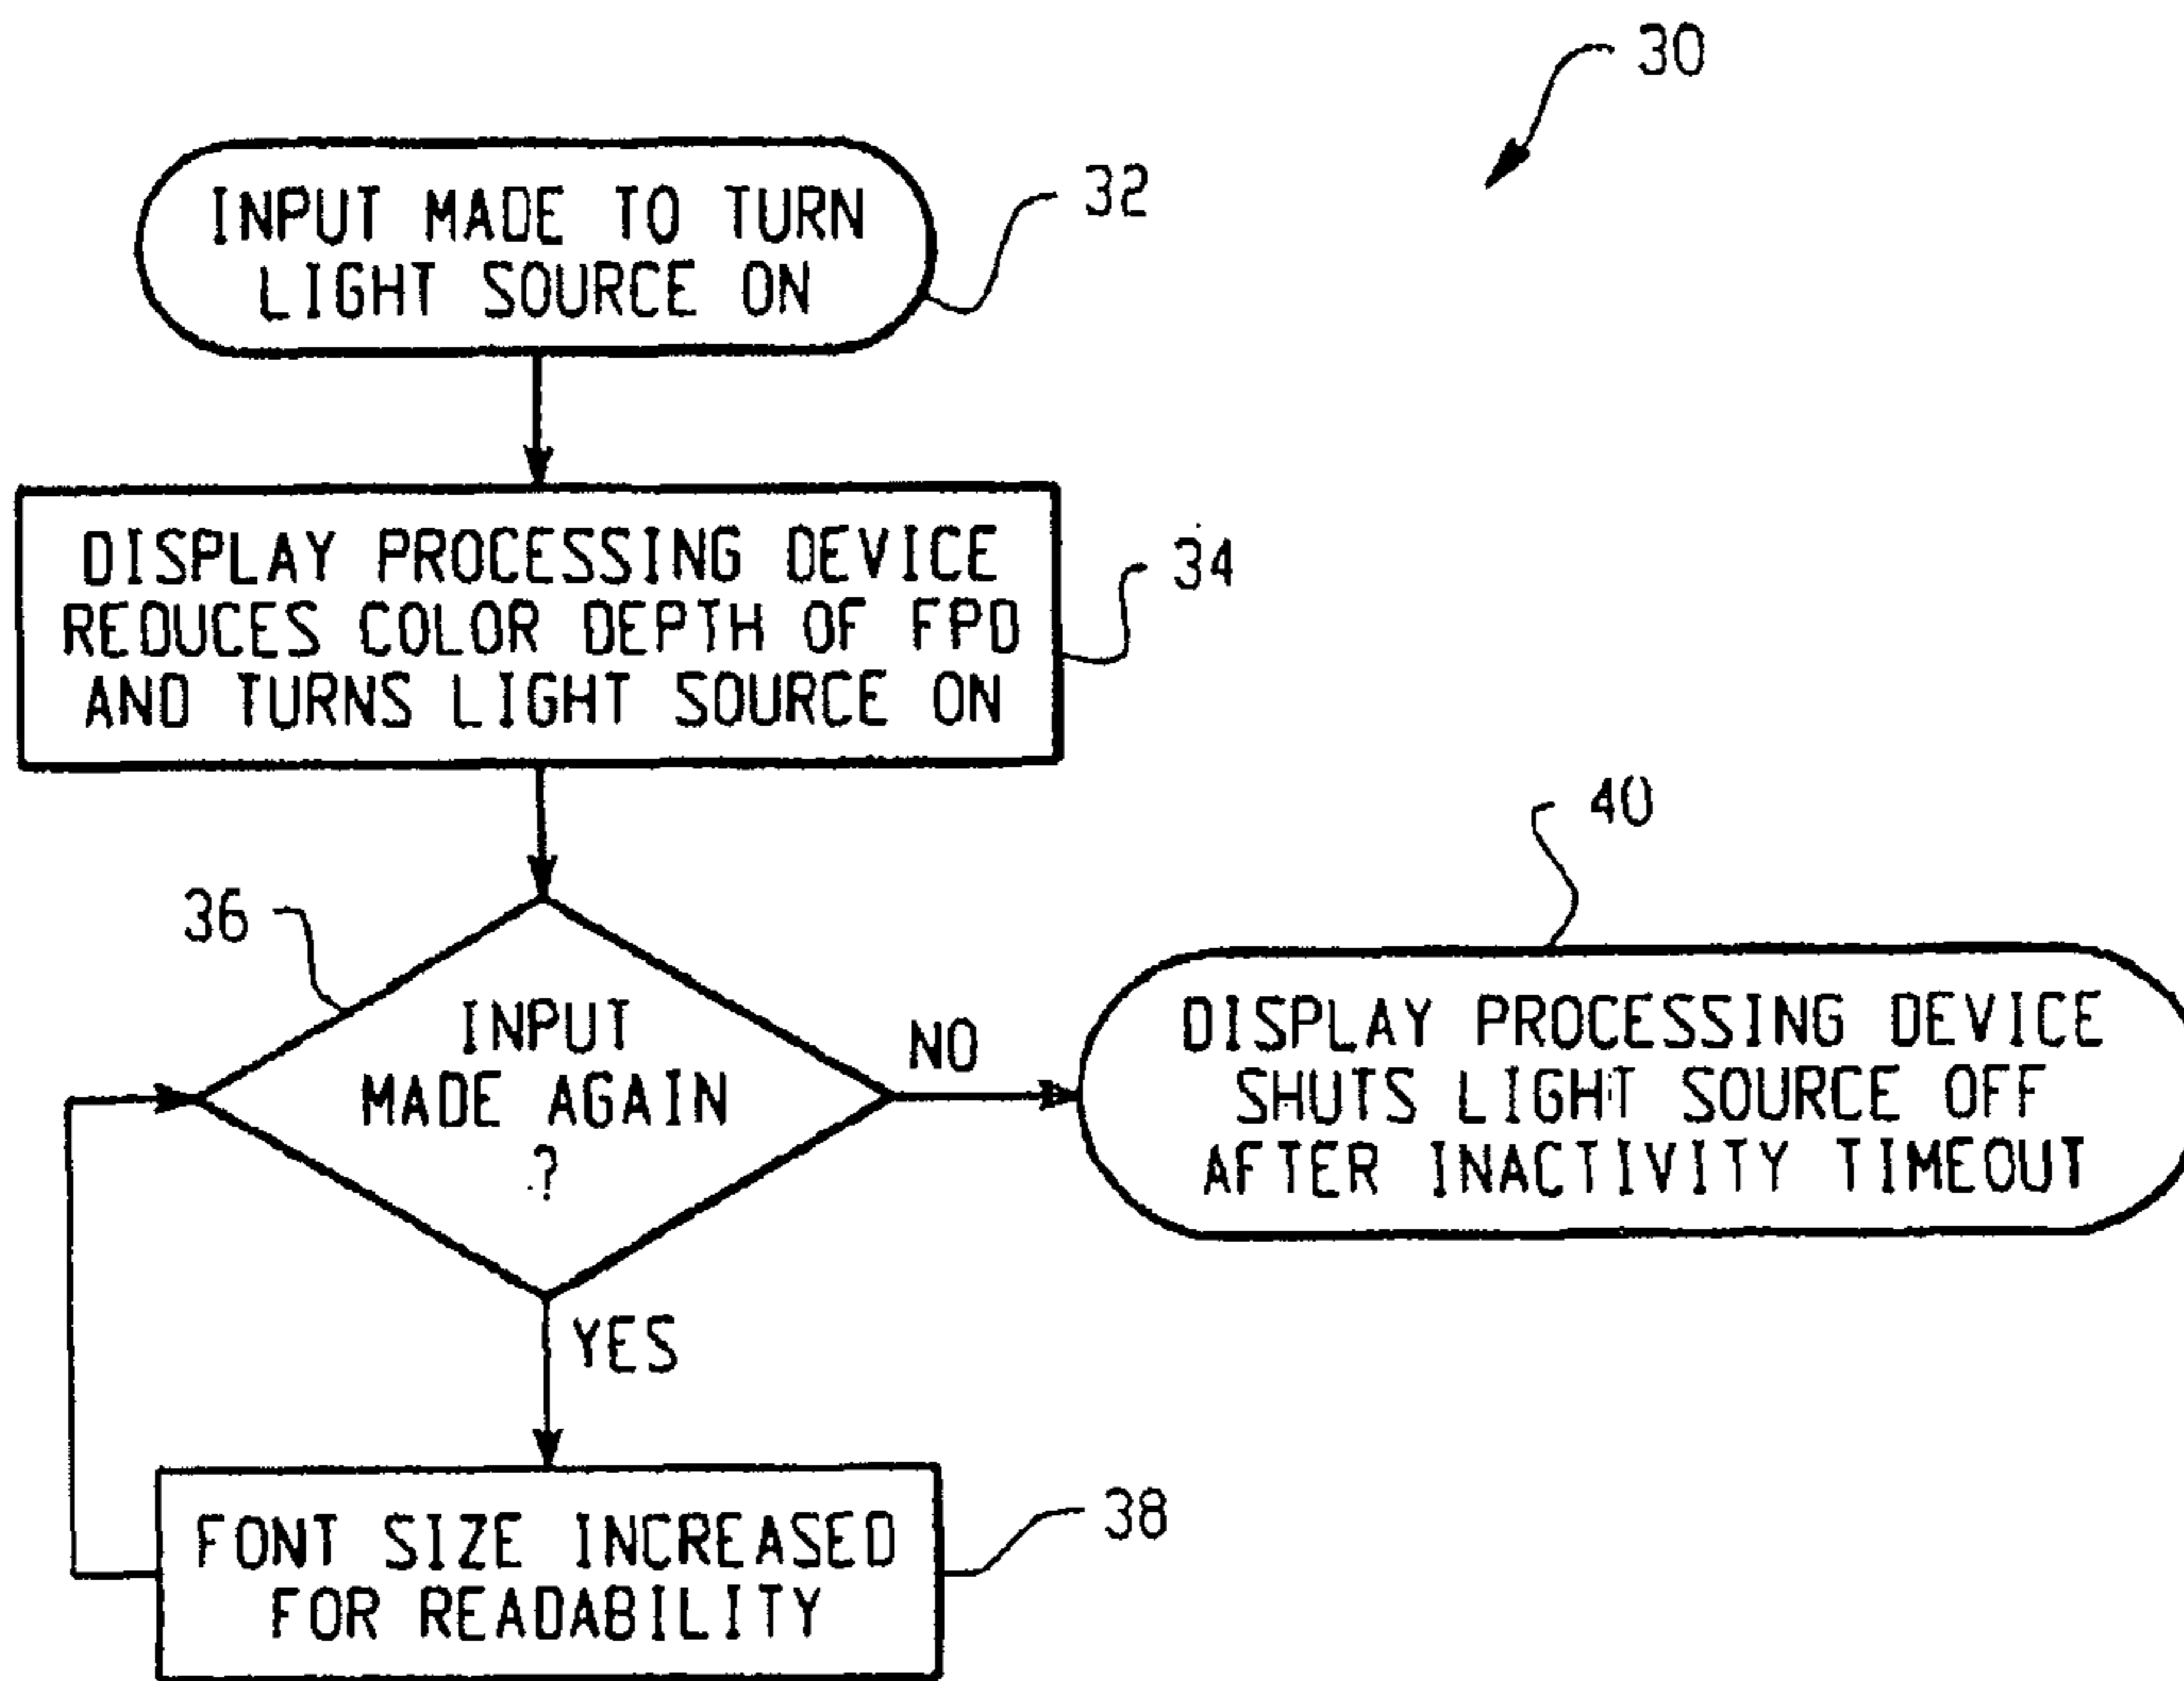 30
INPUT MADE TO TURN
LIGHT SOURCE ON
32
DISPLAY PROCESSING DEVICE
REDUCES COLOR DEPTH OF FPD
AND TURNS LIGHT SOURCE ON
34
36
INPUT
MADE AGAIN
?
NO
40
DISPLAY PROCESSING DEVICE
SHUTS LIGHT SOURCE OFF
AFTER INACTIVITY TIMEOUT
YES
FONT SIZE INCREASED
FOR READABILITY
38